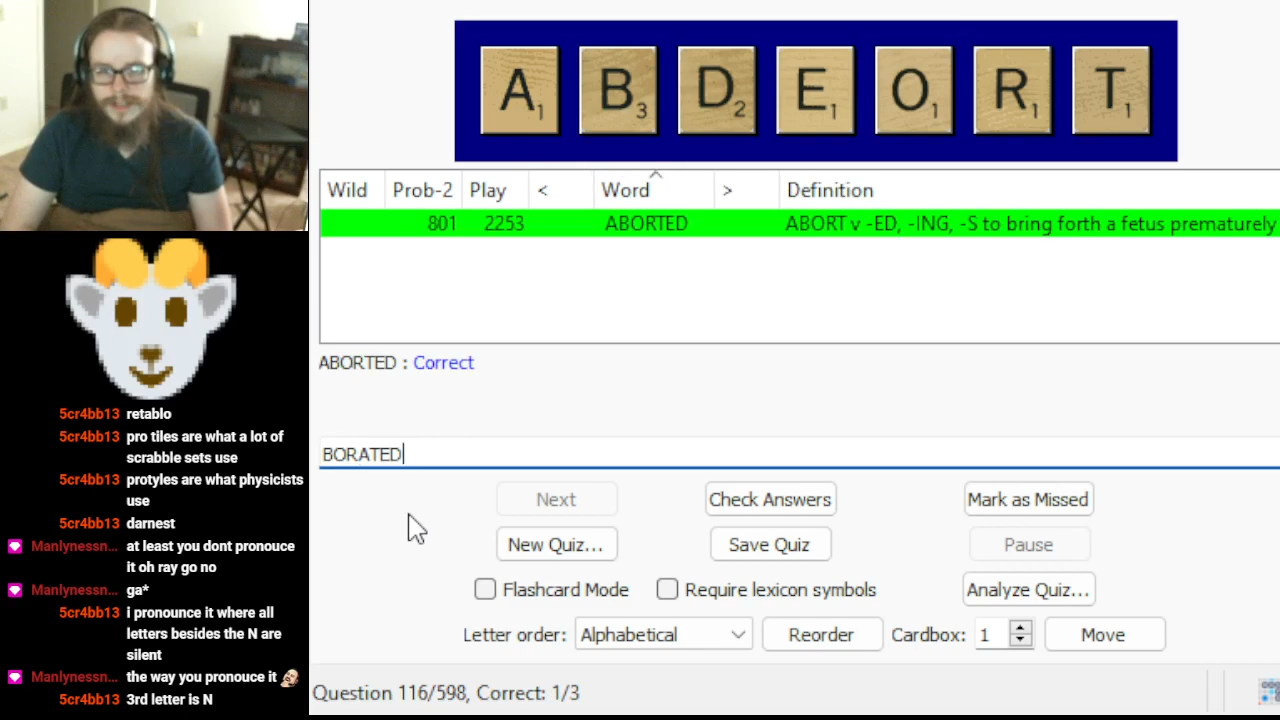 A1 B3 D2 E1 O1 R1 T1
Wild Prob-2 Play < Word > Definition
801 2253 ABORTED ABORT v -ED, -ING, -S to bring forth a fetus prematurely
ABORTED : Correct
BORATED
Next Check Answers Mark as Missed
New Quiz... Save Quiz Pause
Flashcard Mode Require lexicon symbols Analyze Quiz...
Letter order: Alphabetical Reorder Cardbox: 1 Move
Question 116/598, Correct: 1/3
5cr4bb13 retablo
5cr4bb13 pro tiles are what a lot of
scrabble sets use
5cr4bb13 protyles are what physicists
use
5cr4bb13 darnest
Manlynessn... at least you dont pronouce
it oh ray go no
Manlynessn... ga*
5cr4bb13 i pronounce it where all
letters besides the N are
silent
Manlynessn... the way you pronouce it
5cr4bb13 3rd letter is N